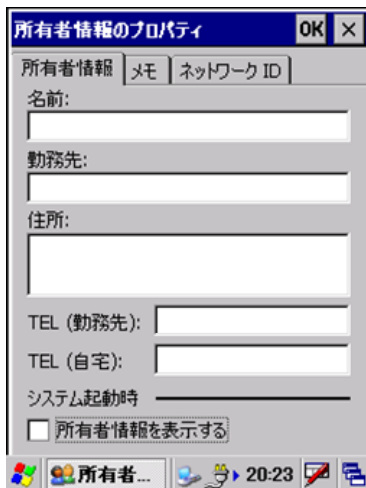 所有者情報のプロパティ OK ×
所有者情報 メモ ネットワーク ID
名前:
勤務先:
住所:
TEL (勤務先):
TEL (自宅):
システム起動時
所有者情報を表示する
所有者... 20:23